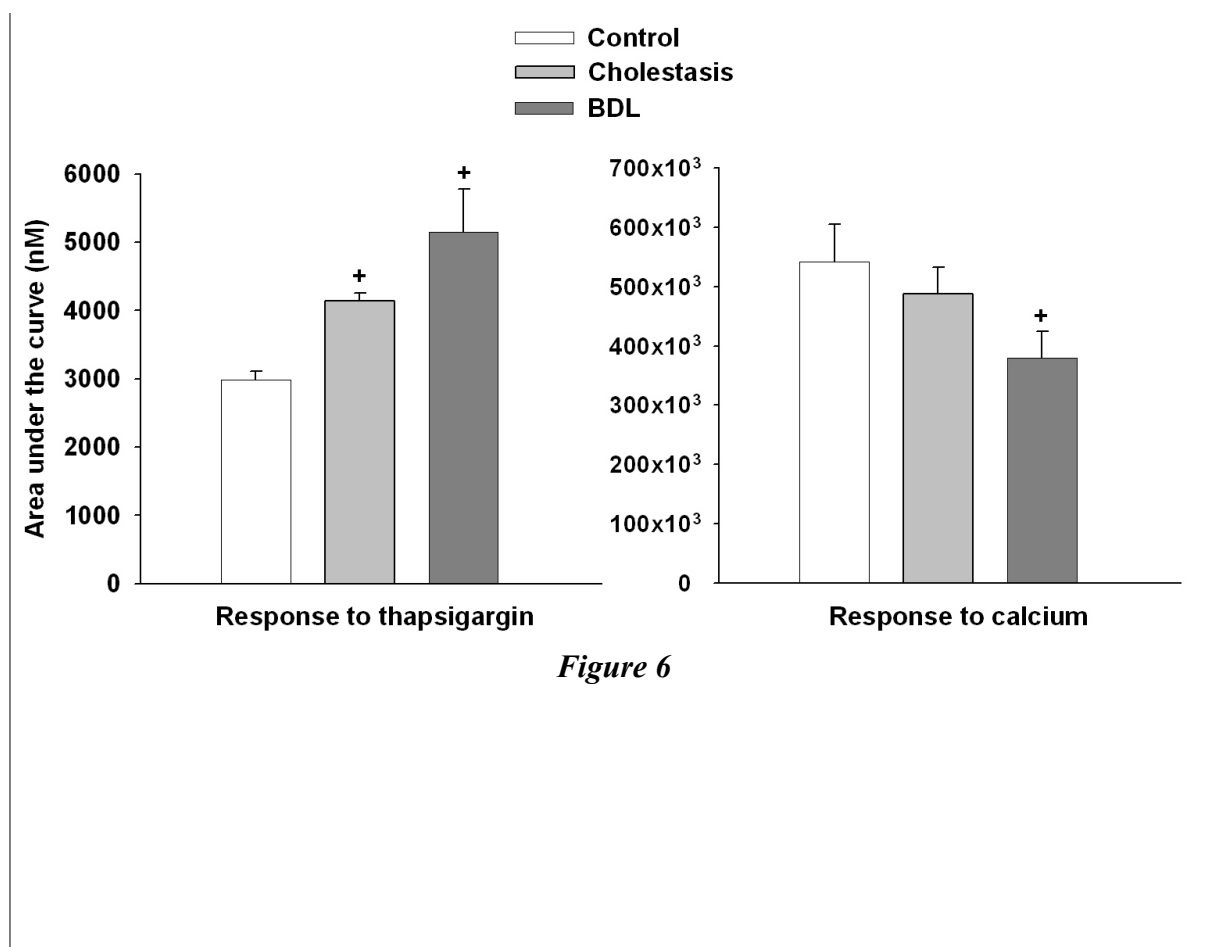 Control
Cholestasis
BDL
Area under the curve (nM)
6000
5000
4000
3000
2000
1000
0
+
+
Response to thapsigargin
700x10³
600x10³
500x10³
400x10³
300x10³
200x10³
100x10³
0
+
Response to calcium
Figure 6